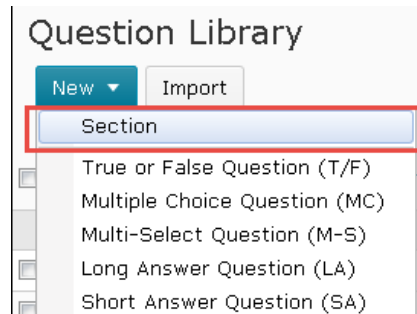 Question Library
New Import
Section
True or False Question (T/F)
Multiple Choice Question (MC)
Multi-Select Question (M-S)
Long Answer Question (LA)
Short Answer Question (SA)